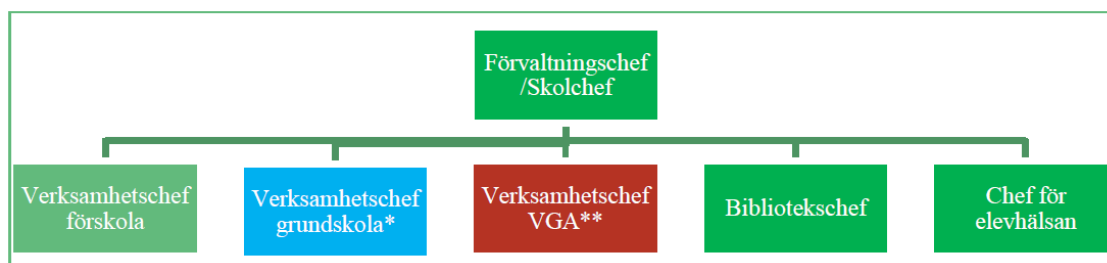 Förvaltningschef
/Skolchef
Verksamhetschef
förskola
Verksamhetschef
grundskola*
Verksamhetschef
VGA**
Bibliotekschef
Chef för
elevhälsan